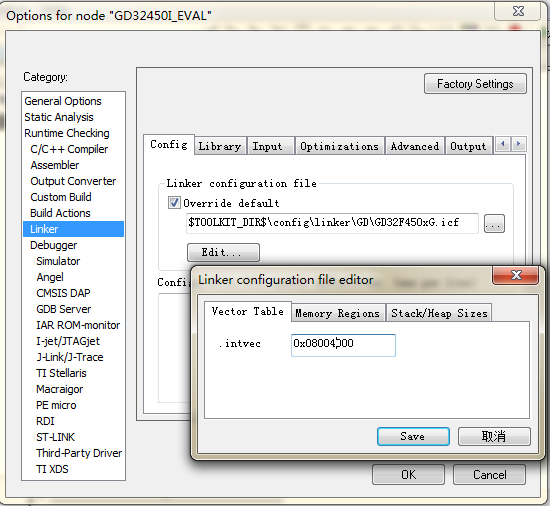 Options for node "GD32450I_EVAL"
Category:
Factory Settings
General Options
Static Analysis
Runtime Checking
C/C++ Compiler
Assembler
Output Converter
Custom Build
Build Actions
Linker
Debugger
Simulator
Angel
CMSIS DAP
GDB Server
IAR ROM-monitor
I-jet/JTAGjet
J-Link/J-Trace
TI Stellaris
Macraigor
PE micro
RDI
ST-LINK
Third-Party Driver
TI XDS
Config Library Input Optimizations Advanced Output
Linker configuration file
Override default
$TOOLKIT_DIR$\config\linker\GD\GD32F450xG.icf
...
Edit...
Linker configuration file editor
Vector Table Memory Regions Stack/Heap Sizes
.intvec 0x08004000
Save 取消
OK Cancel